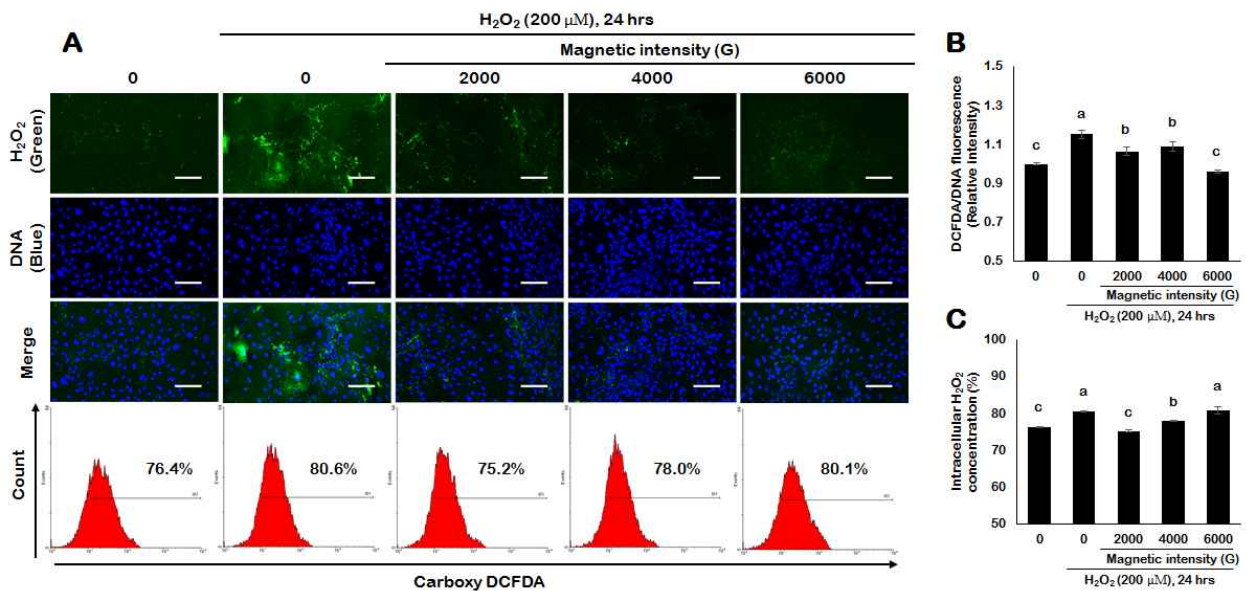 A
H₂O₂ (200 μM), 24 hrs
Magnetic intensity (G)
0 0 2000 4000 6000
H₂O₂
(Green)
DNA
(Blue)
Merge
Count
76.4% 80.6% 75.2% 78.0% 80.1%
Carboxy DCFDA
B
DCFDA/DNA fluorescence
(Relative Intensity)
1.5
1.3
1.1
0.9
0.7
0.5
c a b b c
0 0 2000 4000 6000
Magnetic intensity (G)
H₂O₂ (200 μM), 24 hrs
C
Intracellular H₂O₂
concentration (%)
100
90
80
70
60
50
c a c b a
0 0 2000 4000 6000
Magnetic intensity (G)
H₂O₂ (200 μM), 24 hrs